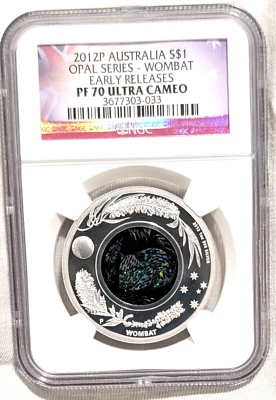 2012P AUSTRALIA S$1
OPAL SERIES - WOMBAT
EARLY RELEASES
PF 70 ULTRA CAMEO
3677303-033
NGC
P
WOMBAT